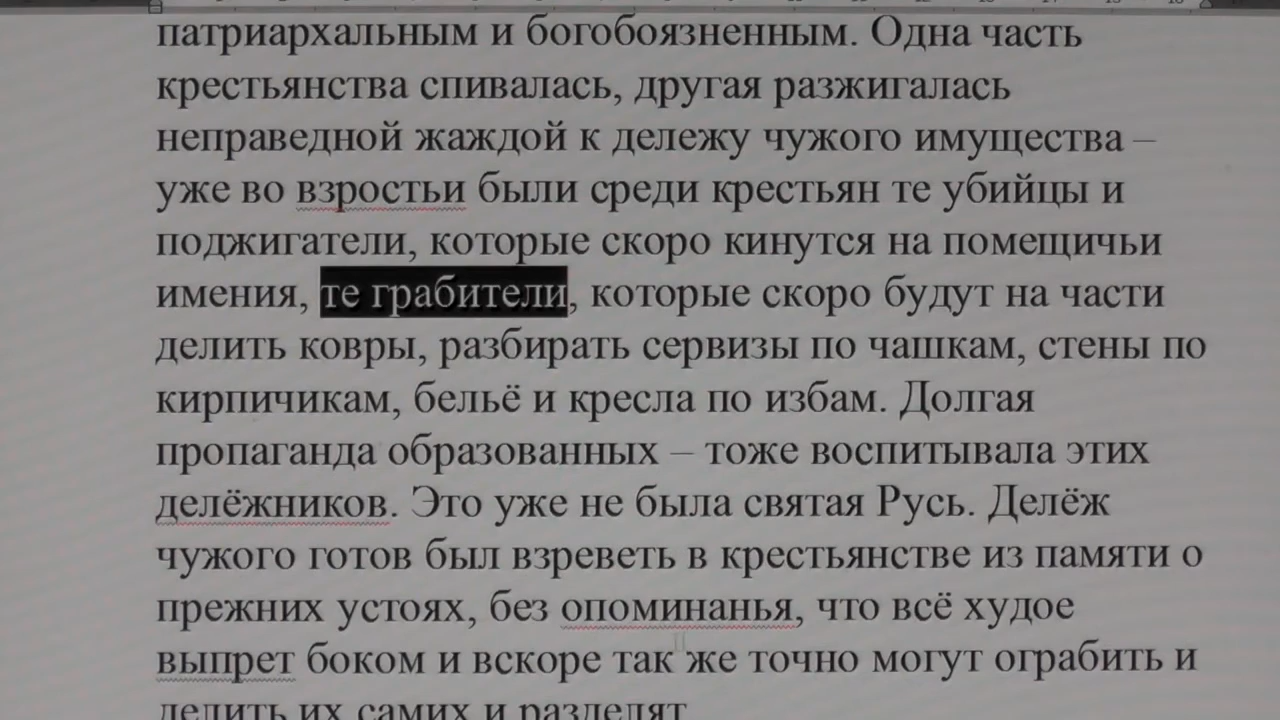 патриархальным и богобоязненным. Одна часть
крестьянства спивалась, другая разжигалась
неправедной жаждой к дележу чужого имущества –
уже во взростьи были среди крестьян те убийцы и
поджигатели, которые скоро кинутся на помещичьи
имения, те грабители, которые скоро будут на части
делить ковры, разбирать сервизы по чашкам, стены по
кирпичикам, бельё и кресла по избам. Долгая
пропаганда образованных – тоже воспитывала этих
делёжников. Это уже не была святая Русь. Делёж
чужого готов был взреветь в крестьянстве из памяти о
прежних устоях, без опоминанья, что всё худое
выпрет боком и вскоре так же точно могут ограбить и
делить их самих и разделят